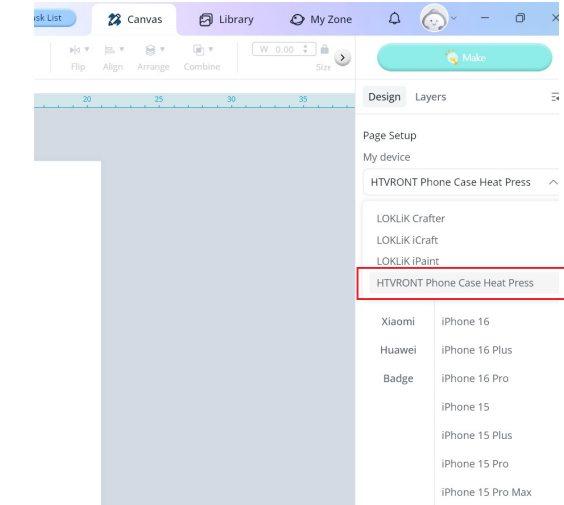 ask List
Canvas
Library
My Zone
Flip
Align
Arrange
Combine
W 0.00
Size
Make
20 25 30 35
Design Layers
Page Setup
My device
HTVRONT Phone Case Heat Press
LOKLiK Crafter
LOKLiK iCraft
LOKLiK iPaint
HTVRONT Phone Case Heat Press
Xiaomi iPhone 16
Huawei iPhone 16 Plus
Badge iPhone 16 Pro
iPhone 15
iPhone 15 Plus
iPhone 15 Pro
iPhone 15 Pro Max